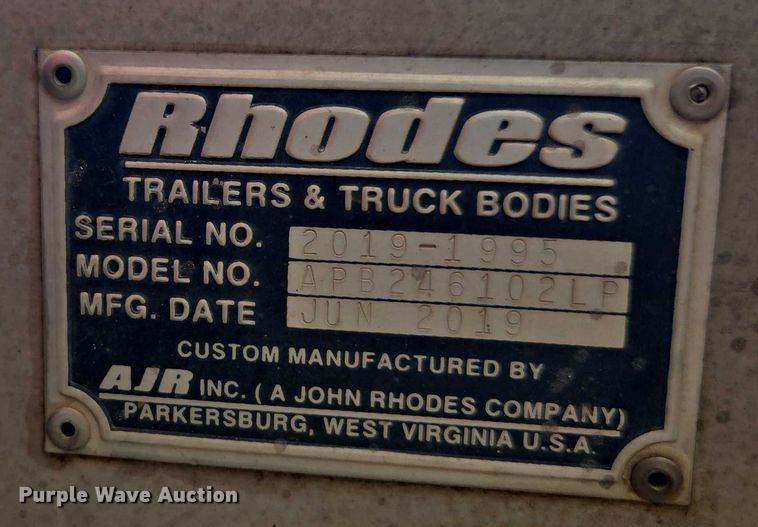 Rhodes
TRAILERS & TRUCK BODIES
SERIAL NO. 2019-1995
MODEL NO. APB246102LP
MFG. DATE JUN 2019
CUSTOM MANUFACTURED BY
AJR INC. ( A JOHN RHODES COMPANY)
PARKERSBURG, WEST VIRGINIA U.S.A.
Purple Wave Auction